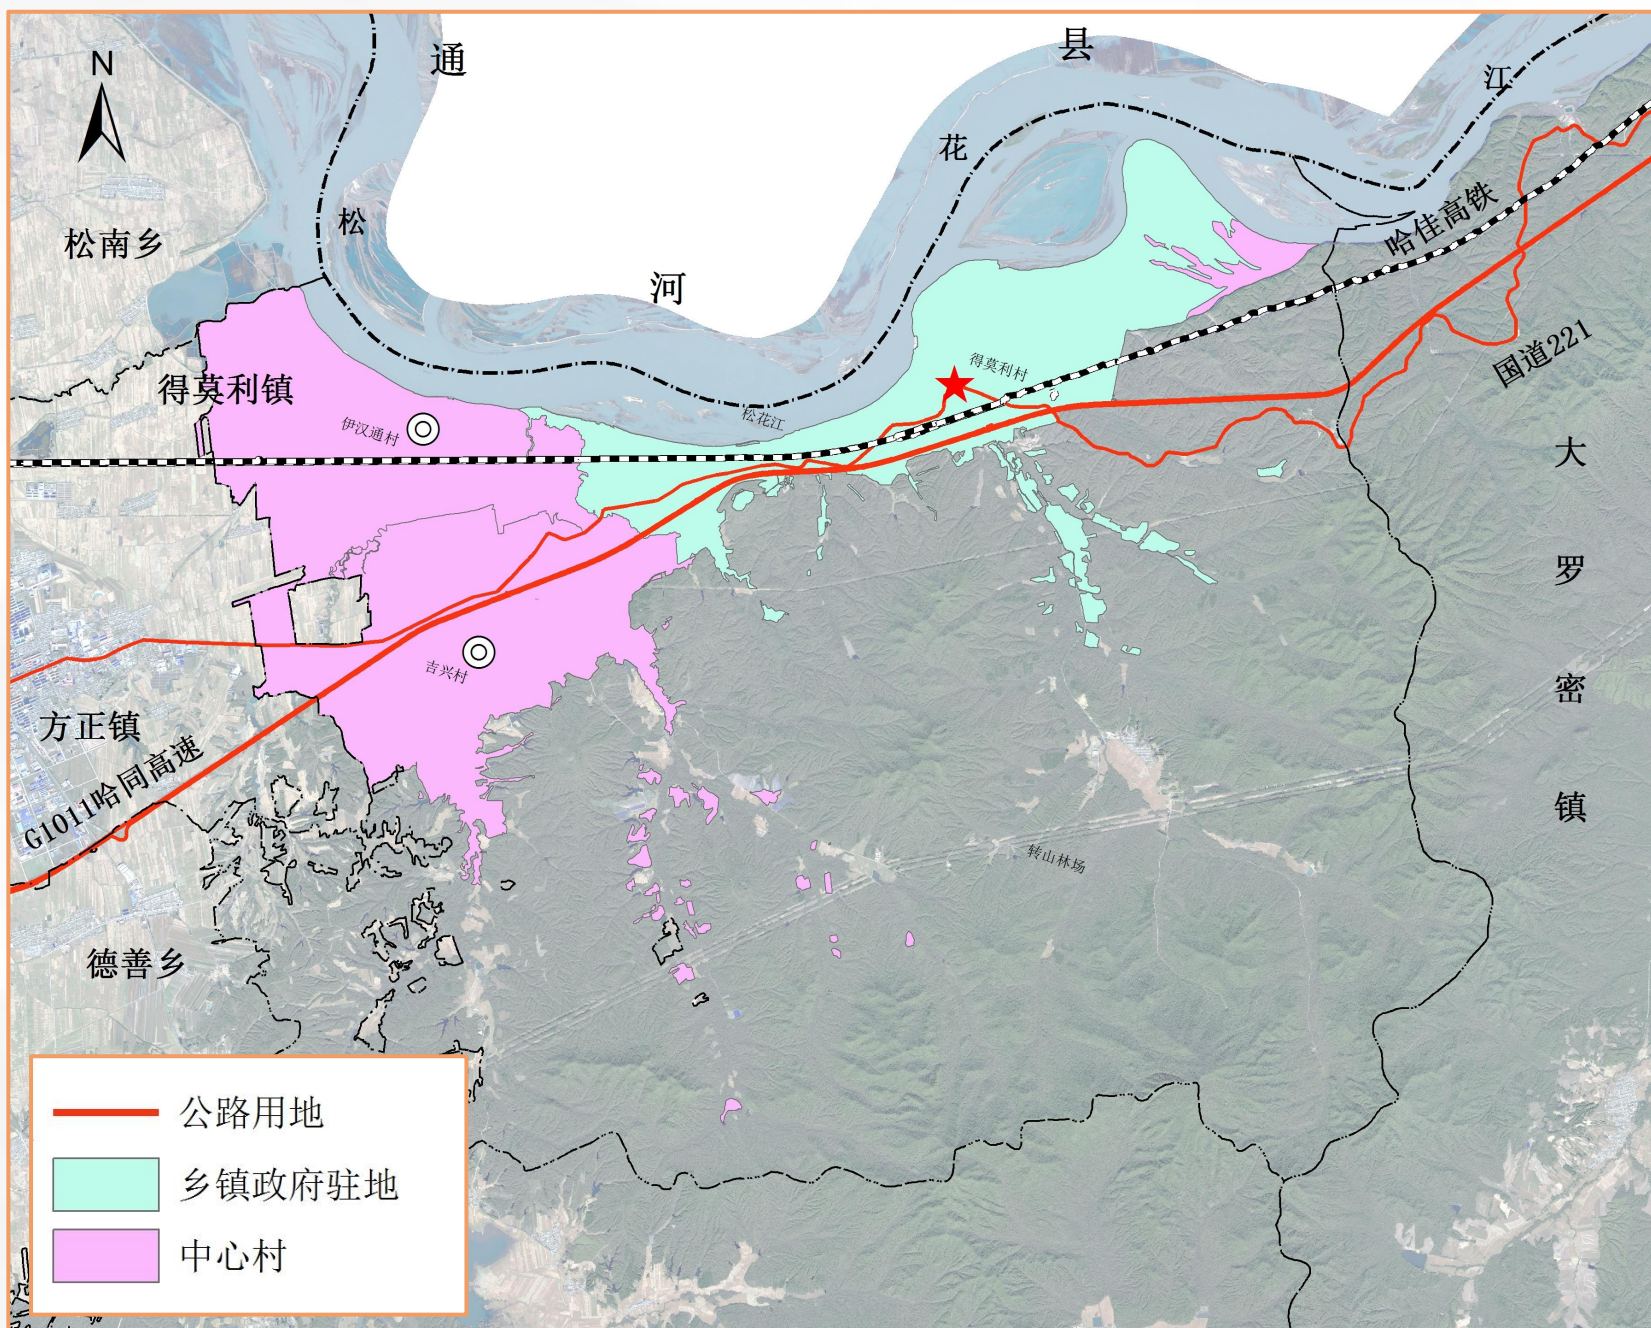 N
通
县
河
松
花
江
松南乡
哈佳高铁
国道221
得莫利镇
得莫利村
伊汉通村
松花江
吉兴村
方正镇
G1011哈同高速
大罗密镇
转山林场
德善乡
公路用地
乡镇政府驻地
中心村